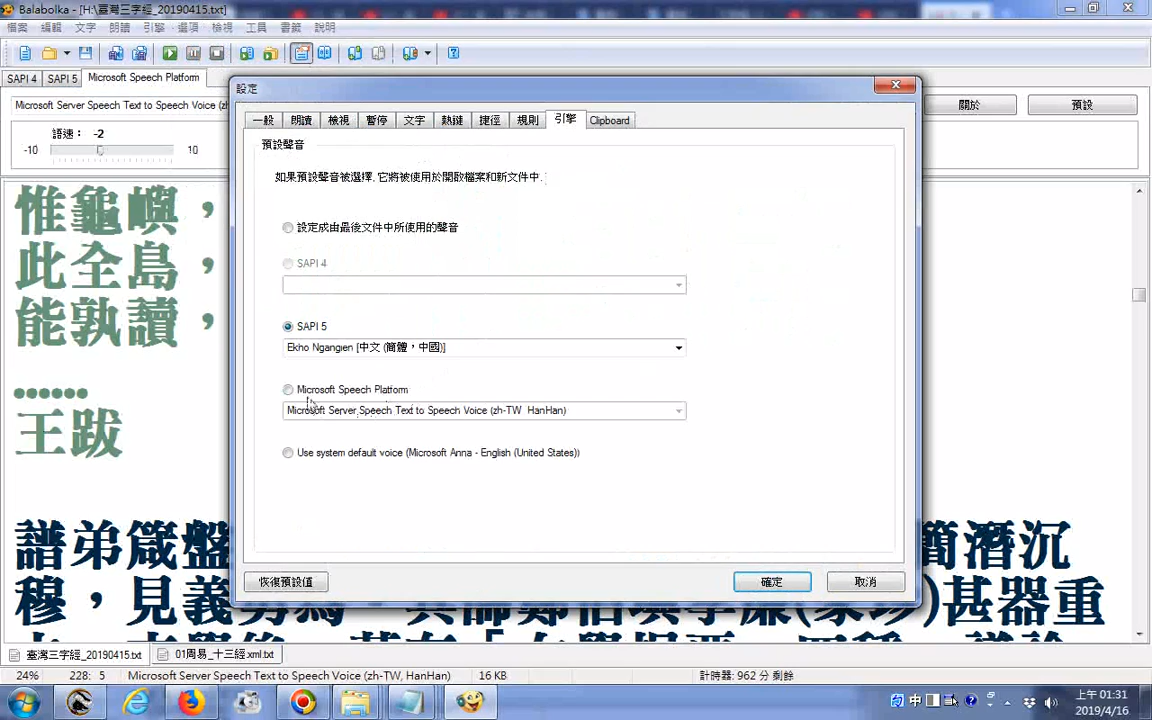 Balabolka - [H:\臺灣三字經_20190415.txt]
檔案 編輯 文字 朗讀 引擎 選項 檢視 工具 書籤 說明
SAPI 4 SAPI 5 Microsoft Speech Platform
Microsoft Server Speech Text to Speech Voice (zh
關於 預設
語速： -2
-10 10
惟龜嶼，
此全島，
能孰讀，
……
王跋
設定
一般 朗讀 檢視 暫停 文字 熱鍵 捷徑 規則 引擎 Clipboard
預設聲音
如果預設聲音被選擇, 它將被使用於開啟檔案和新文件中.
設定成由最後文件中所使用的聲音
SAPI 4
SAPI 5
Ekho Ngangien [中文 (簡體，中國)]
Microsoft Speech Platform
Microsoft Server Speech Text to Speech Voice (zh-TW HanHan)
Use system default voice (Microsoft Anna - English (United States))
恢復預設值 確定 取消
譜弟箴盤 簡潛沉
穆，見義 甚器重
臺灣三字經_20190415.txt 01周易_十三經.xml.txt
24% 228: 5 Microsoft Server Speech Text to Speech Voice (zh-TW, HanHan) 16 KB 計時器: 962 分 剩餘
中
上午 01:31
2019/4/16